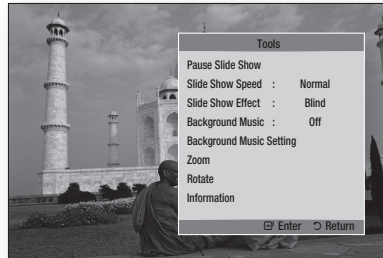 Tools
Pause Slide Show
Slide Show Speed : Normal
Slide Show Effect : Blind
Background Music : Off
Background Music Setting
Zoom
Rotate
Information
Enter Return